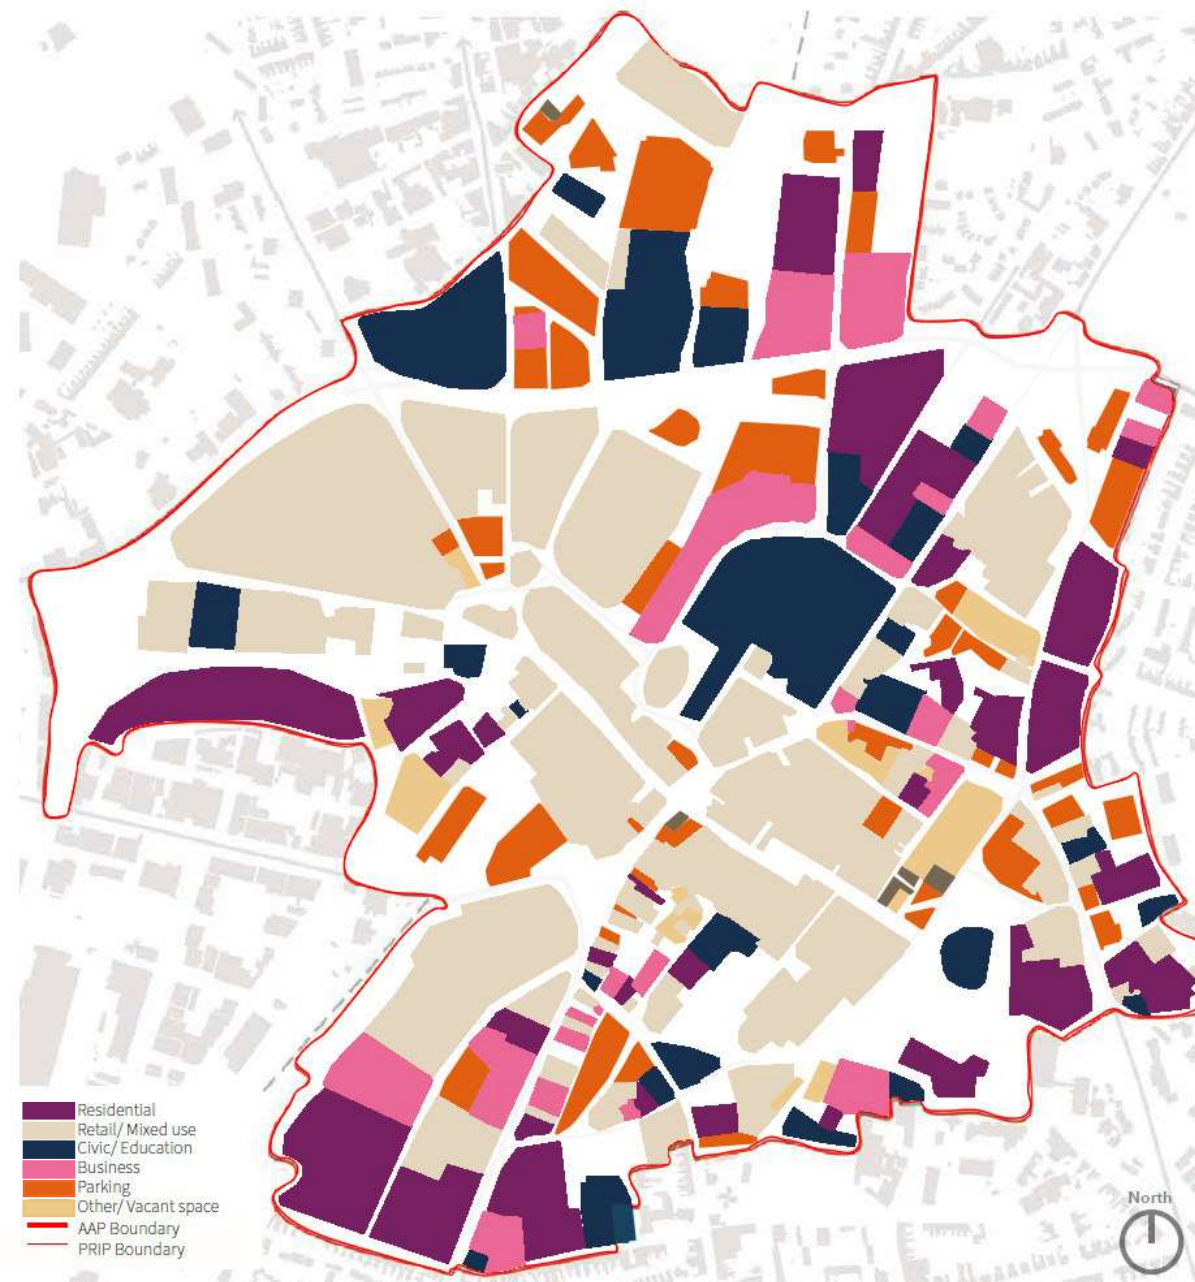 Residential
Retail/ Mixed use
Civic/ Education
Business
Parking
Other/ Vacant space
AAP Boundary
PRIP Boundary
North